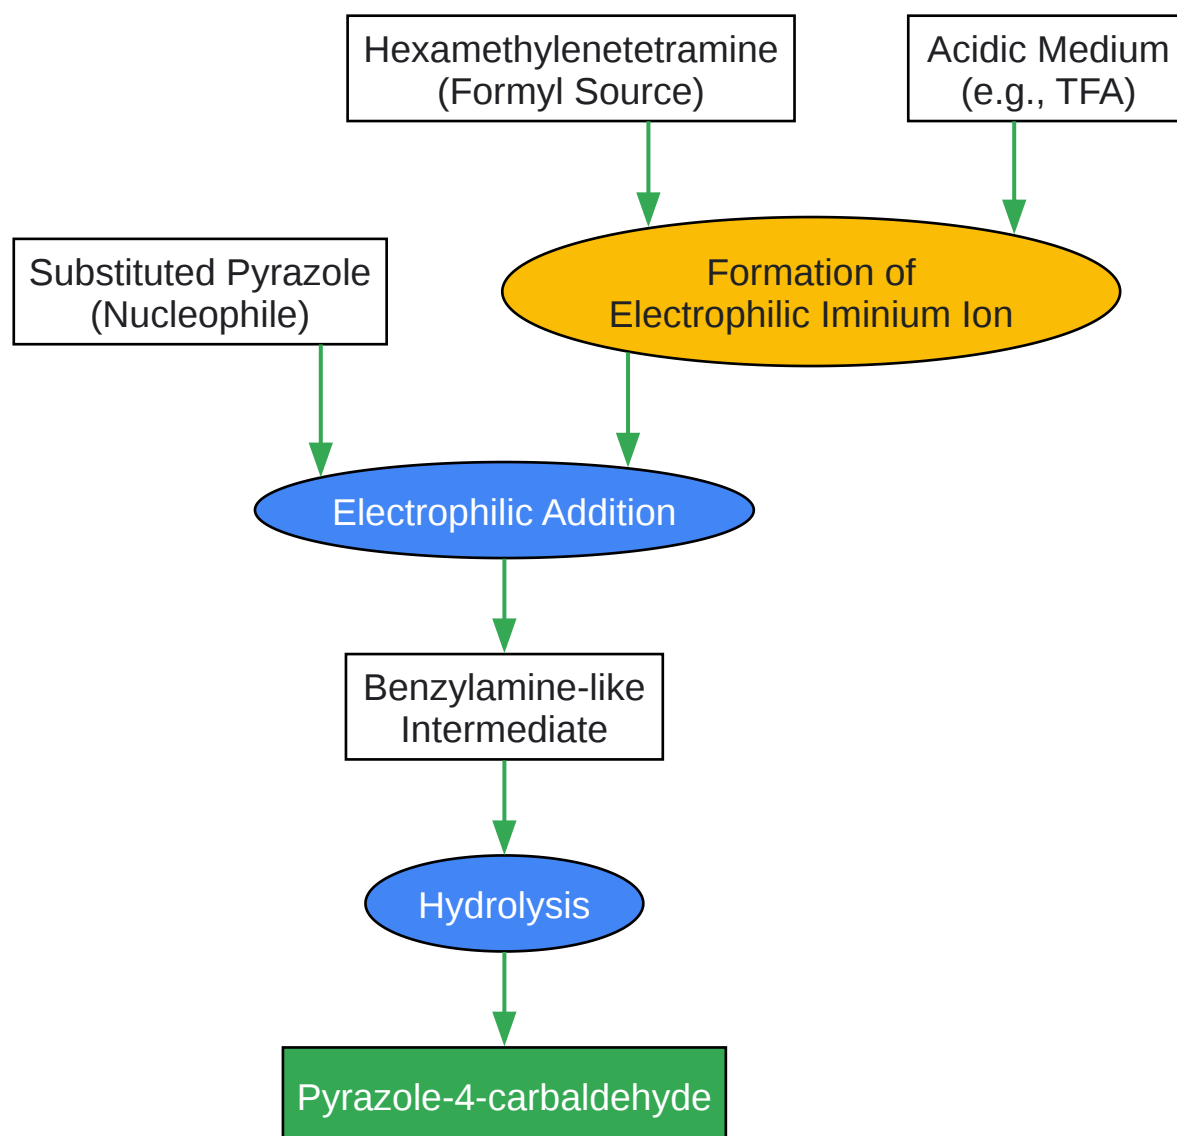 Hexamethylenetetramine
(Formyl Source)
Acidic Medium
(e.g., TFA)
Substituted Pyrazole
(Nucleophile)
Formation of
Electrophilic Iminium Ion
Electrophilic Addition
Benzylamine-like
Intermediate
Hydrolysis
Pyrazole-4-carbaldehyde